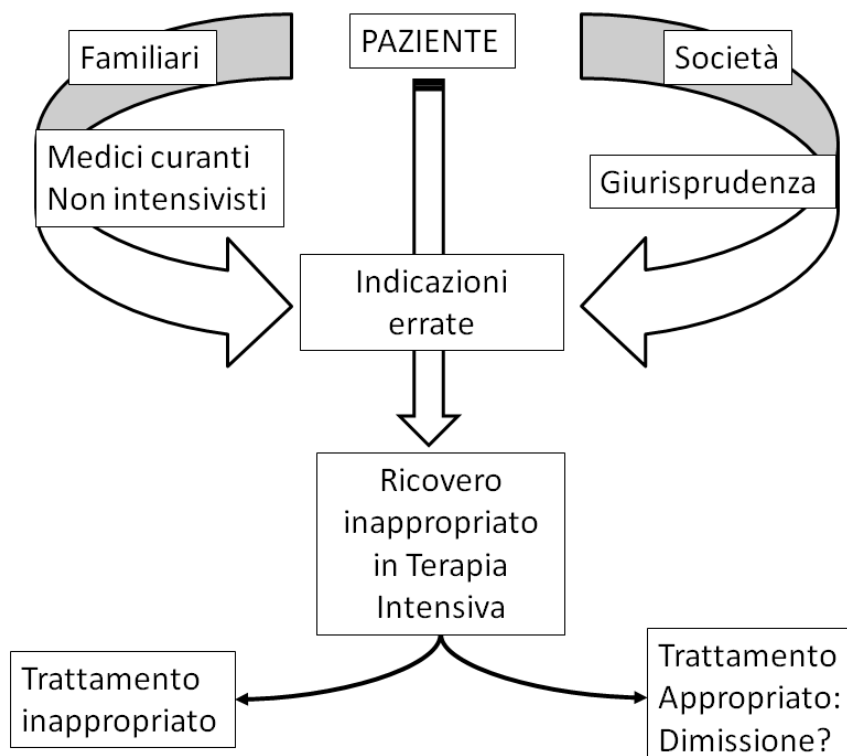 Familiari
PAZIENTE
Società
Medici curanti
Non intensivisti
Giurisprudenza
Indicazioni
errate
Ricovero
inappropriato
in Terapia
Intensiva
Trattamento
inappropriato
Trattamento
Appropriato:
Dimissione?